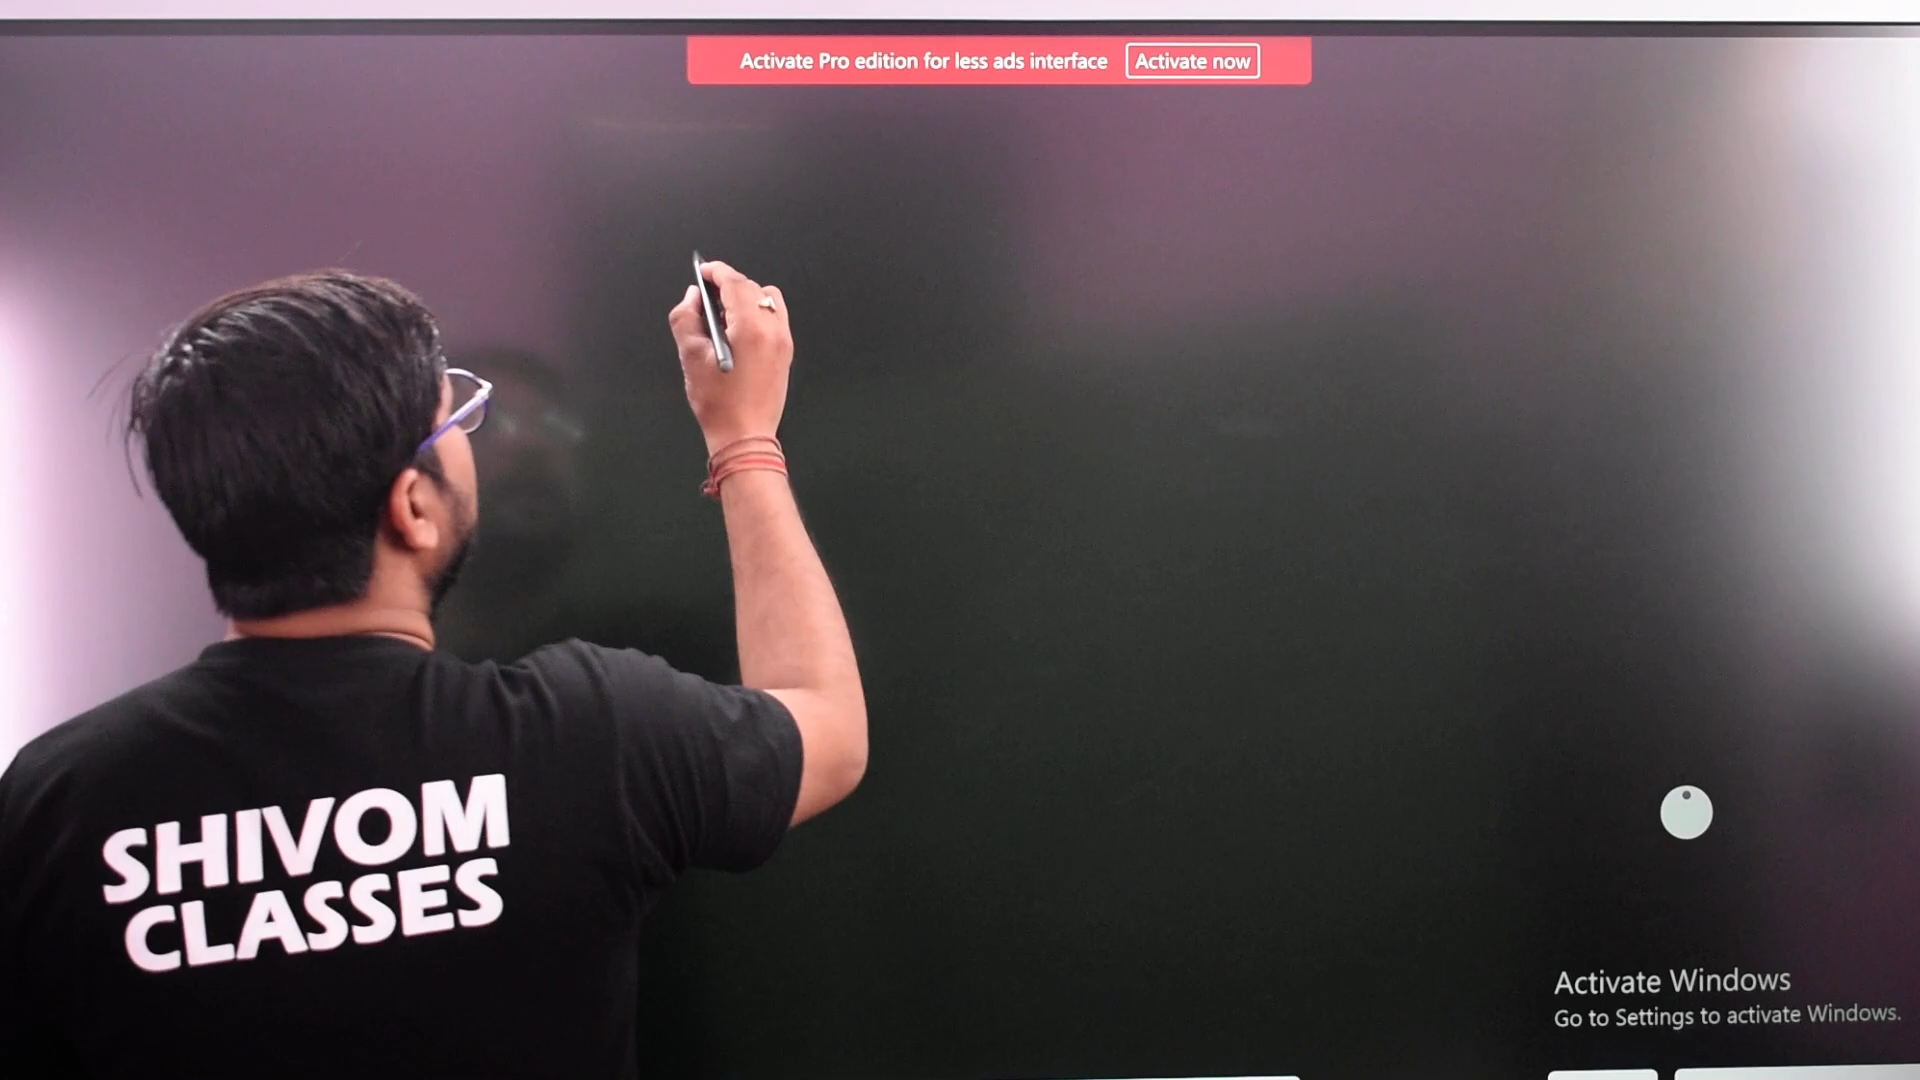 Activate Pro edition for less ads interface Activate now
SHIVOM
CLASSES
Activate Windows
Go to Settings to activate Windows.